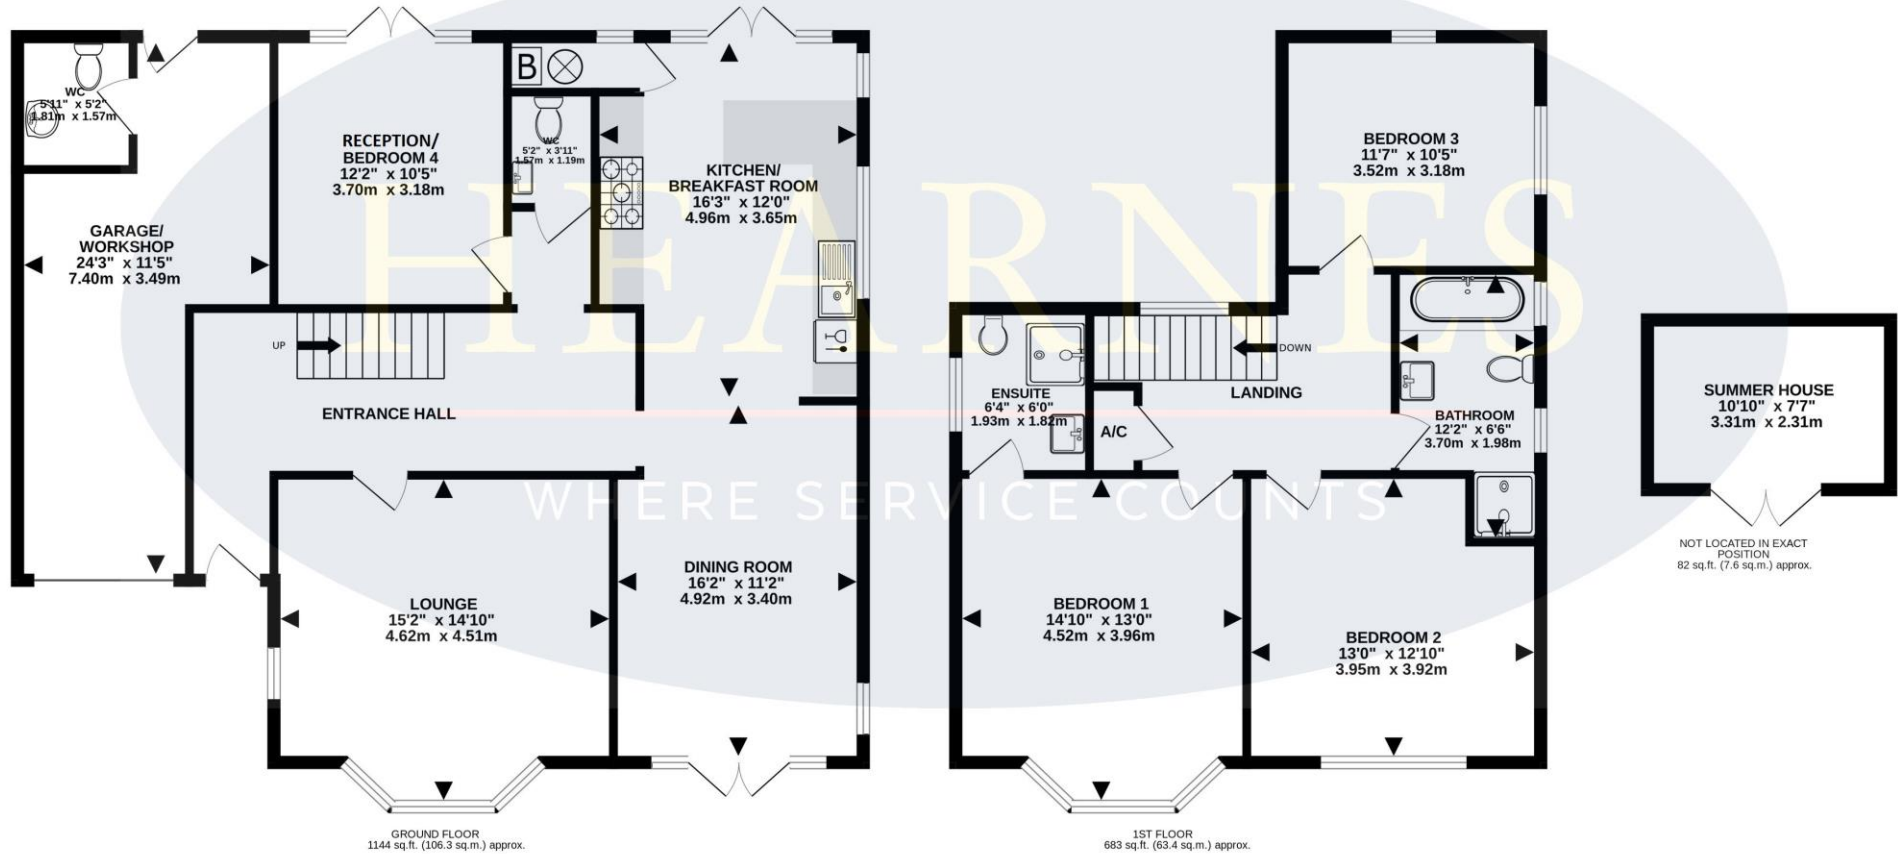 WC
5'11" x 5'2"
1.81m x 1.57m
RECEPTION/
BEDROOM 4
12'2" x 10'5"
3.70m x 3.18m
B
WC
5'2" x 3'11"
1.57m x 1.19m
KITCHEN/
BREAKFAST ROOM
16'3" x 12'0"
4.96m x 3.65m
GARAGE/
WORKSHOP
24'3" x 11'5"
7.40m x 3.49m
UP
ENTRANCE HALL
LOUNGE
15'2" x 14'10"
4.62m x 4.51m
DINING ROOM
16'2" x 11'2"
4.92m x 3.40m
GROUND FLOOR
1144 sq.ft. (106.3 sq.m.) approx.
BEDROOM 3
11'7" x 10'5"
3.52m x 3.18m
DOWN
LANDING
ENSUITE
6'4" x 6'0"
1.93m x 1.82m
A/C
BATHROOM
12'2" x 6'6"
3.70m x 1.98m
BEDROOM 1
14'10" x 13'0"
4.52m x 3.96m
BEDROOM 2
13'0" x 12'10"
3.95m x 3.92m
1ST FLOOR
683 sq.ft. (63.4 sq.m.) approx.
SUMMER HOUSE
10'10" x 7'7"
3.31m x 2.31m
NOT LOCATED IN EXACT
POSITION
82 sq.ft. (7.6 sq.m.) approx.
HEARNES
WHERE SERVICE COUNTS